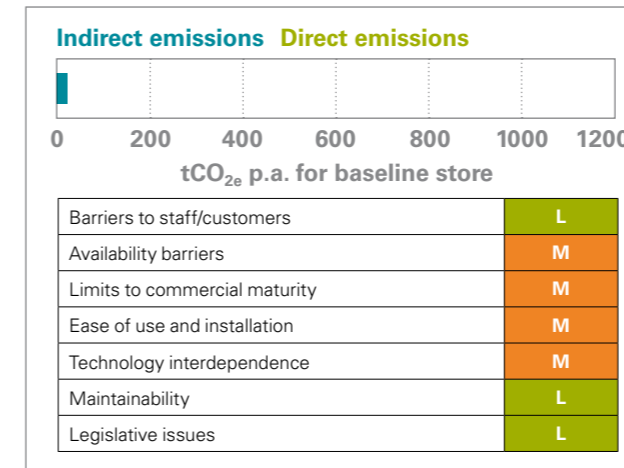 Indirect emissions Direct emissions
0 200 400 600 800 1000 1200
tCO2e p.a. for baseline store
Barriers to staff/customers L
Availability barriers M
Limits to commercial maturity M
Ease of use and installation M
Technology interdependence M
Maintainability L
Legislative issues L